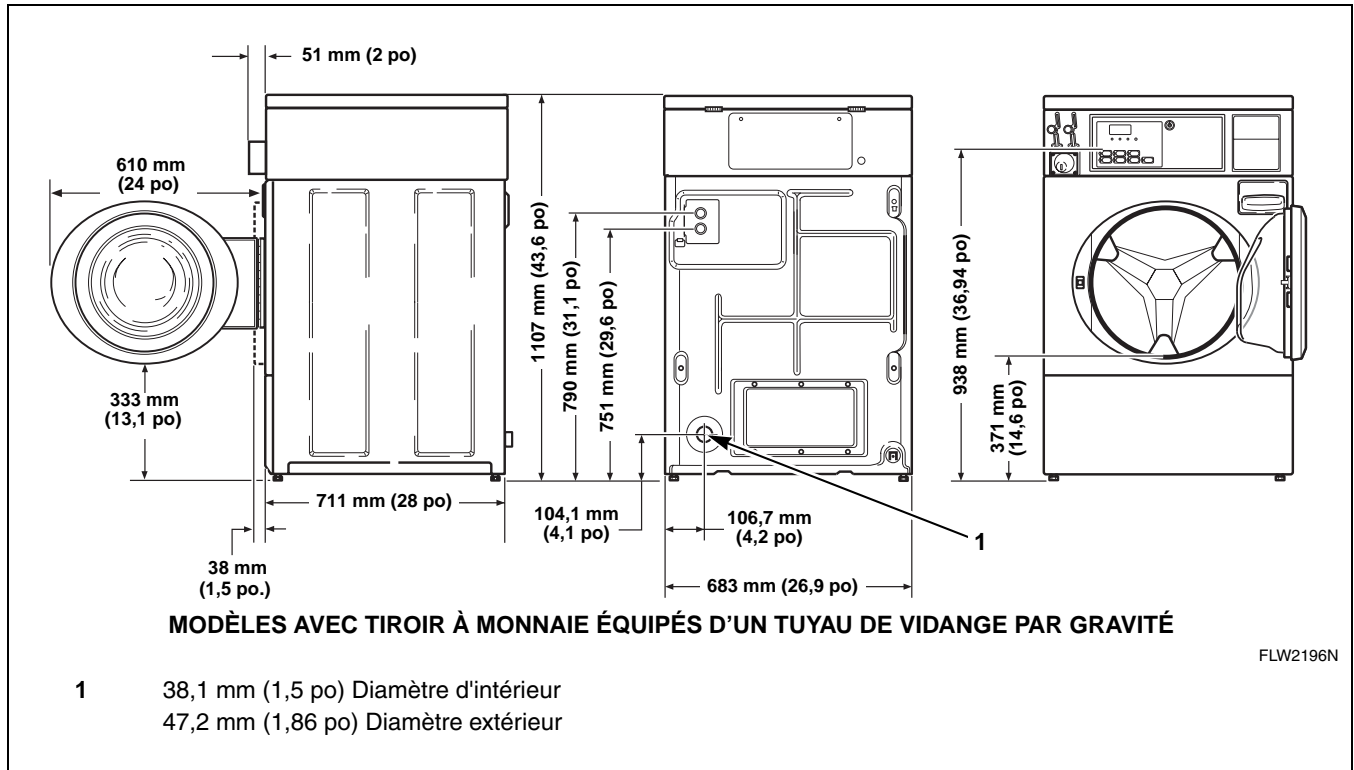 51 mm (2 po)
610 mm
(24 po)
333 mm
(13,1 po)
711 mm (28 po)
38 mm
(1,5 po.)
1107 mm (43,6 po)
790 mm (31,1 po)
751 mm (29,6 po)
104,1 mm
(4,1 po)
106,7 mm
(4,2 po)
683 mm (26,9 po)
1
938 mm (36,94 po)
371 mm
(14,6 po)
MODÈLES AVEC TIROIR À MONNAIE ÉQUIPÉS D’UN TUYAU DE VIDANGE PAR GRAVITÉ
FLW2196N
1 38,1 mm (1,5 po) Diamètre d'intérieur
47,2 mm (1,86 po) Diamètre extérieur